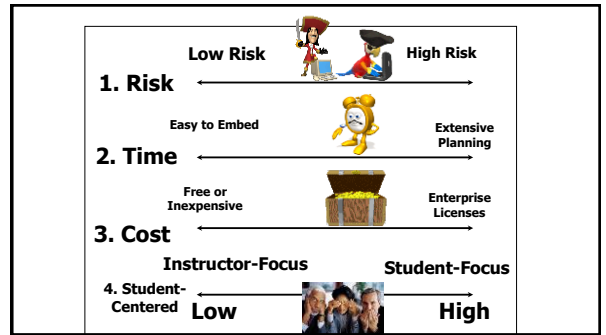 Low Risk
High Risk
1. Risk
Easy to Embed
Extensive
Planning
2. Time
Free or
Inexpensive
Enterprise
Licenses
3. Cost
Instructor-Focus
Student-Focus
4. Student-
Centered
Low
High